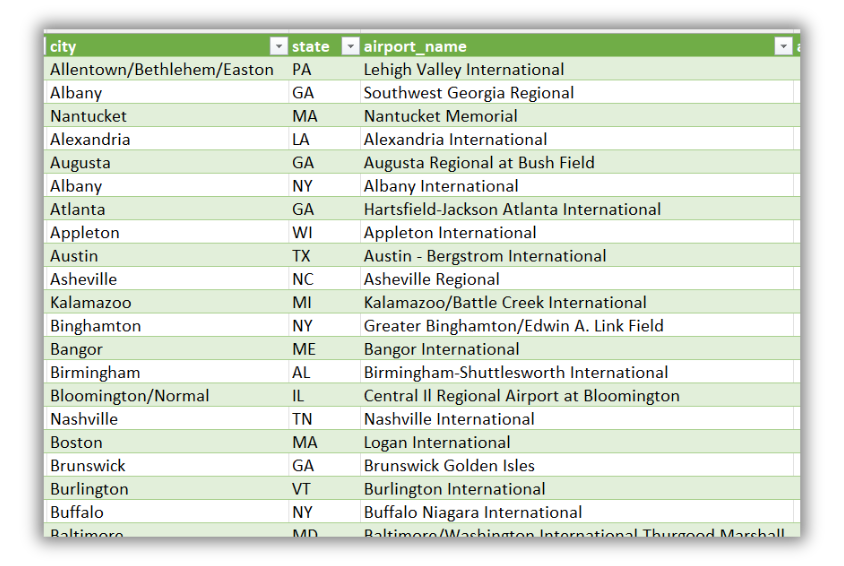 city state airport_name
Allentown/Bethlehem/Easton PA Lehigh Valley International
Albany GA Southwest Georgia Regional
Nantucket MA Nantucket Memorial
Alexandria LA Alexandria International
Augusta GA Augusta Regional at Bush Field
Albany NY Albany International
Atlanta GA Hartsfield-Jackson Atlanta International
Appleton WI Appleton International
Austin TX Austin - Bergstrom International
Asheville NC Asheville Regional
Kalamazoo MI Kalamazoo/Battle Creek International
Binghamton NY Greater Binghamton/Edwin A. Link Field
Bangor ME Bangor International
Birmingham AL Birmingham-Shuttlesworth International
Bloomington/Normal IL Central Il Regional Airport at Bloomington
Nashville TN Nashville International
Boston MA Logan International
Brunswick GA Brunswick Golden Isles
Burlington VT Burlington International
Buffalo NY Buffalo Niagara International
Baltimore MD Baltimore/Washington International Thurgood Marshall